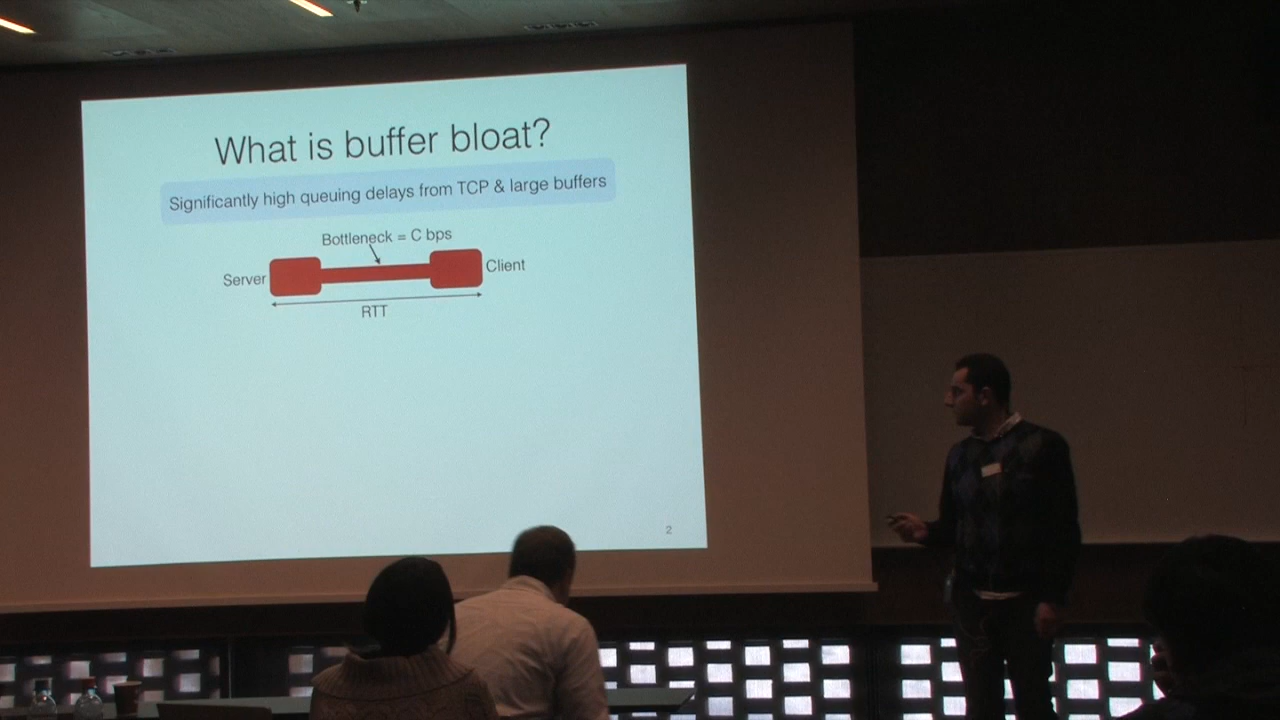 What is buffer bloat?
Significantly high queuing delays from TCP & large buffers
Bottleneck = C bps
Server
Client
RTT
2